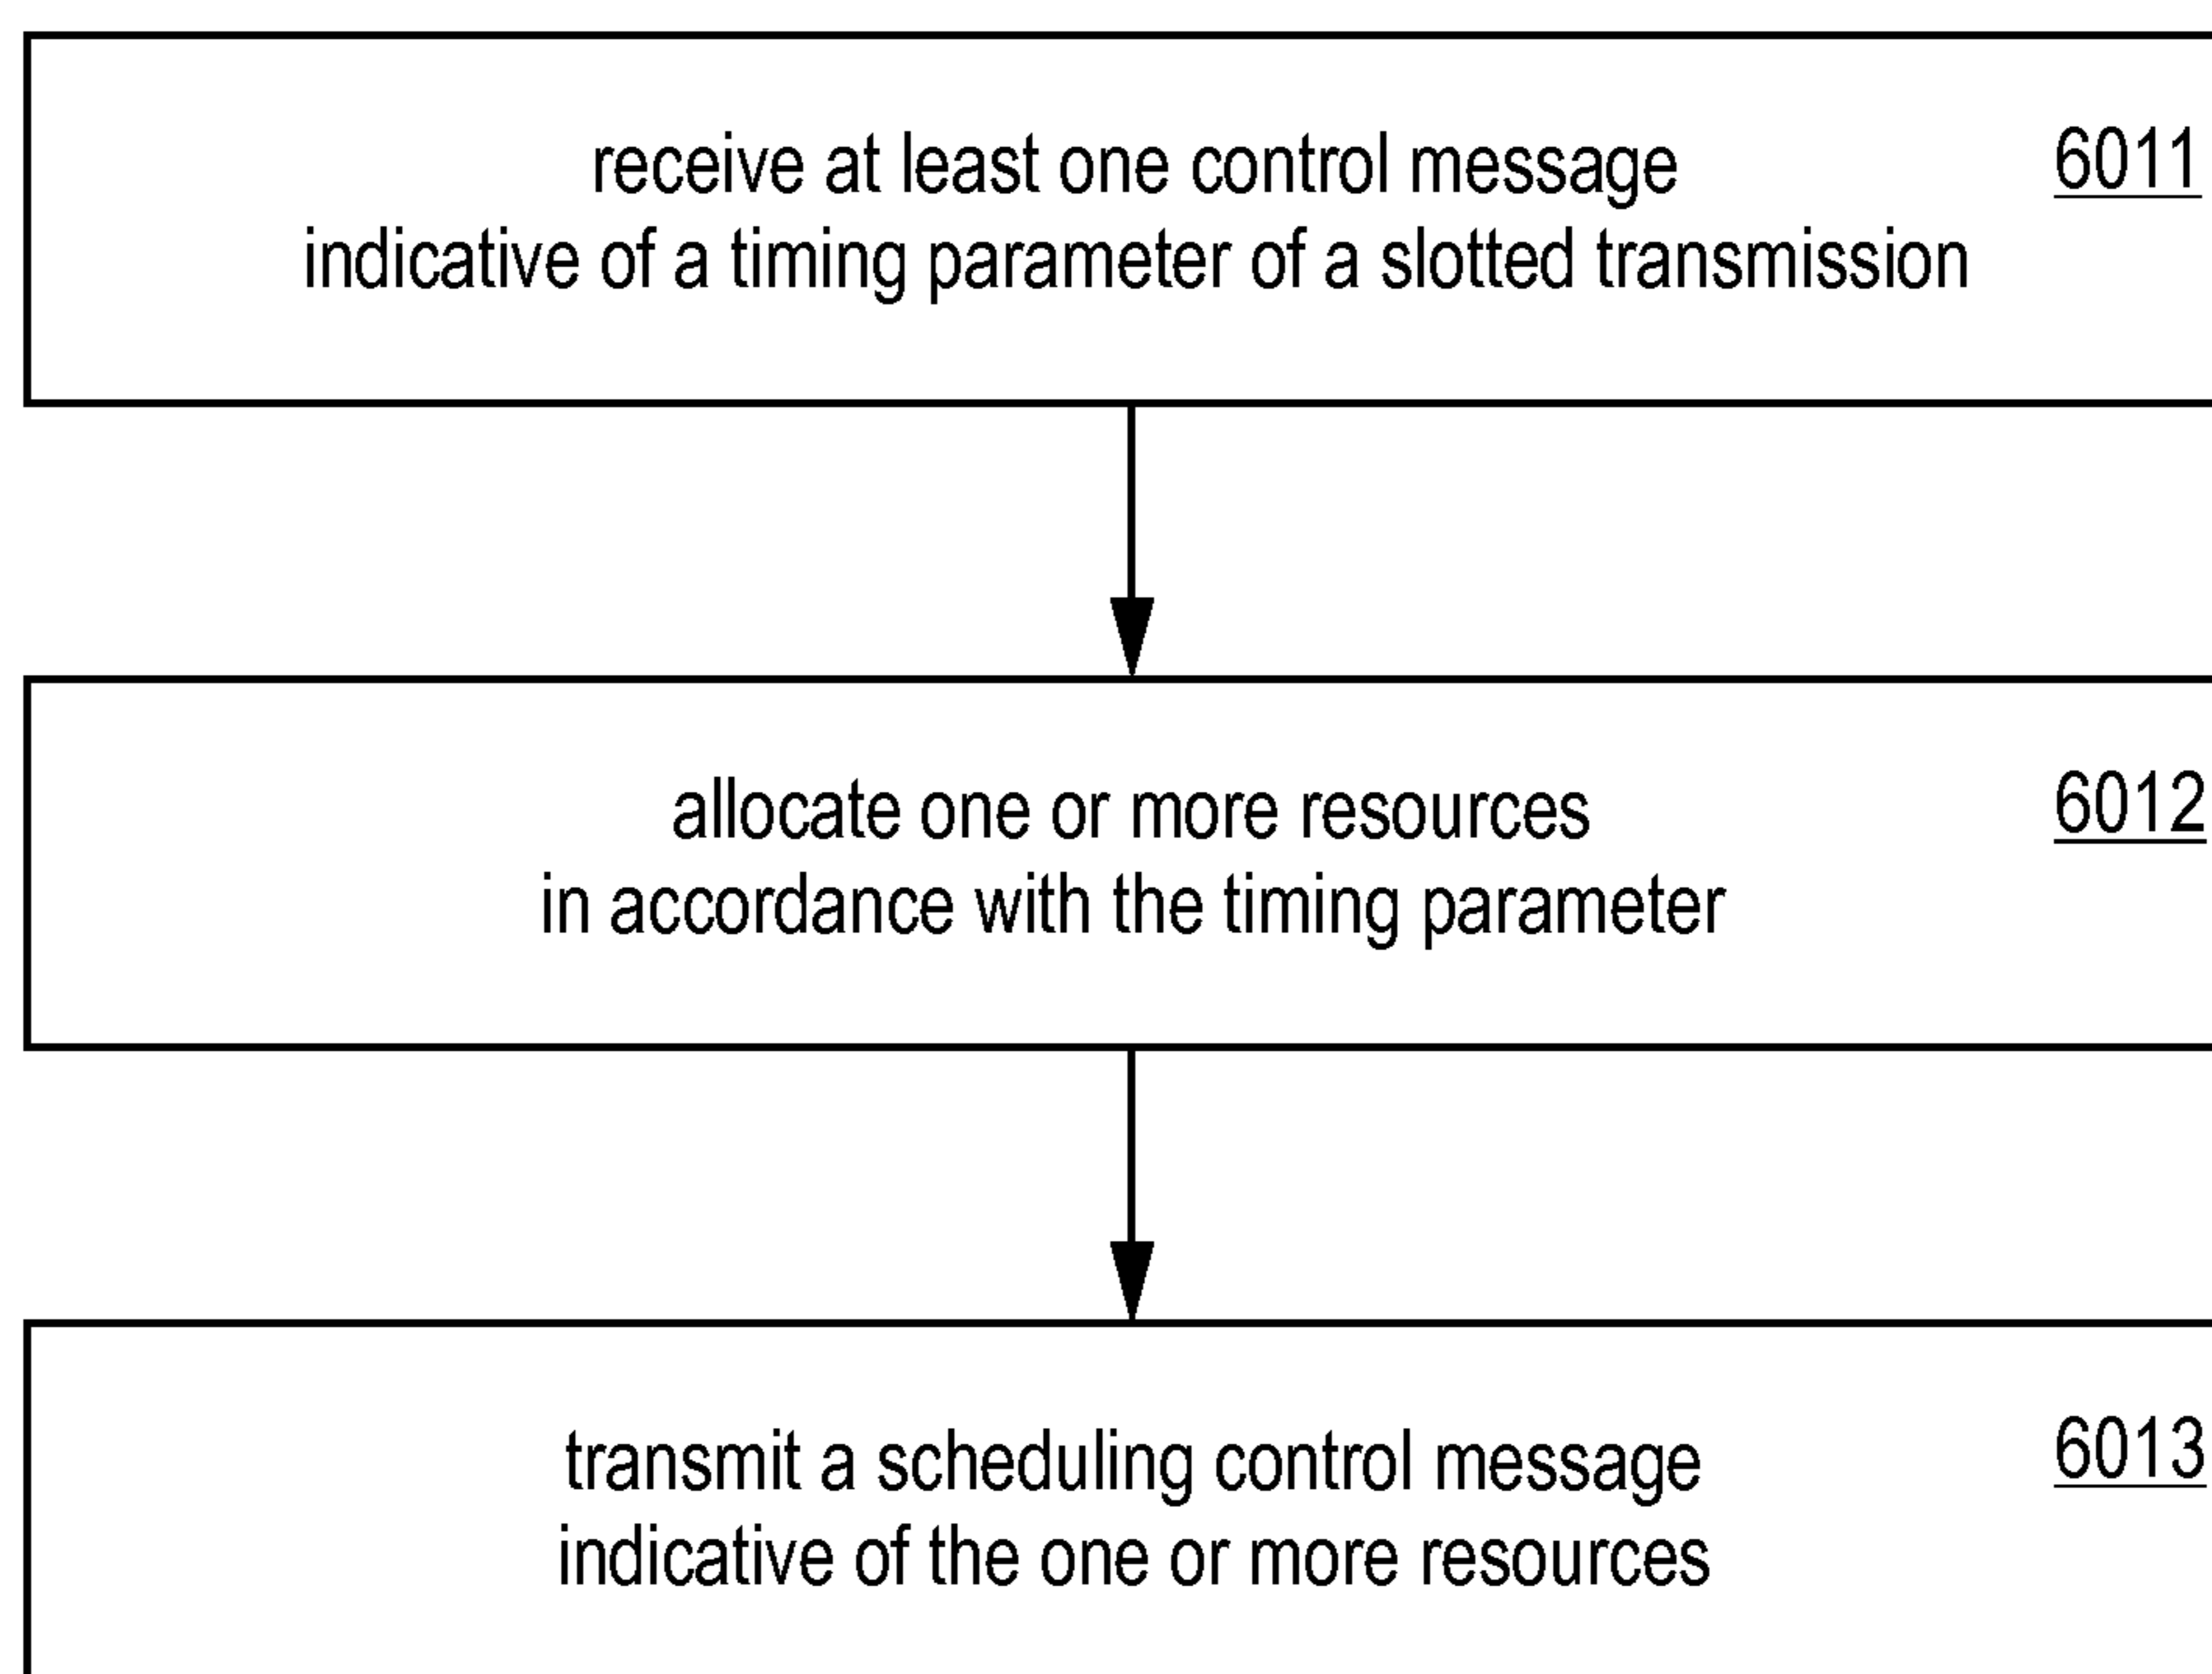 receive at least one control message
6011
indicative of a timing parameter of a slotted transmission
allocate one or more resources
6012
in accordance with the timing parameter
transmit a scheduling control message
6013
indicative of the one or more resources